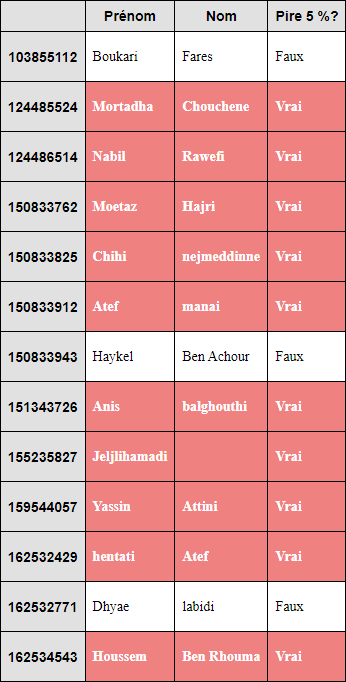 Prénom Nom Pire 5 %?
103855112 Boukari Fares Faux
124485524 Mortadha Chouchene Vrai
124486514 Nabil Rawefi Vrai
150833762 Moetaz Hajri Vrai
150833825 Chihi nejmeddinne Vrai
150833912 Atef manai Vrai
150833943 Haykel Ben Achour Faux
151343726 Anis balghouthi Vrai
155235827 Jeljlihamadi Vrai
159544057 Yassin Attini Vrai
162532429 hentati Atef Vrai
162532771 Dhyae labidi Faux
162534543 Houssem Ben Rhouma Vrai